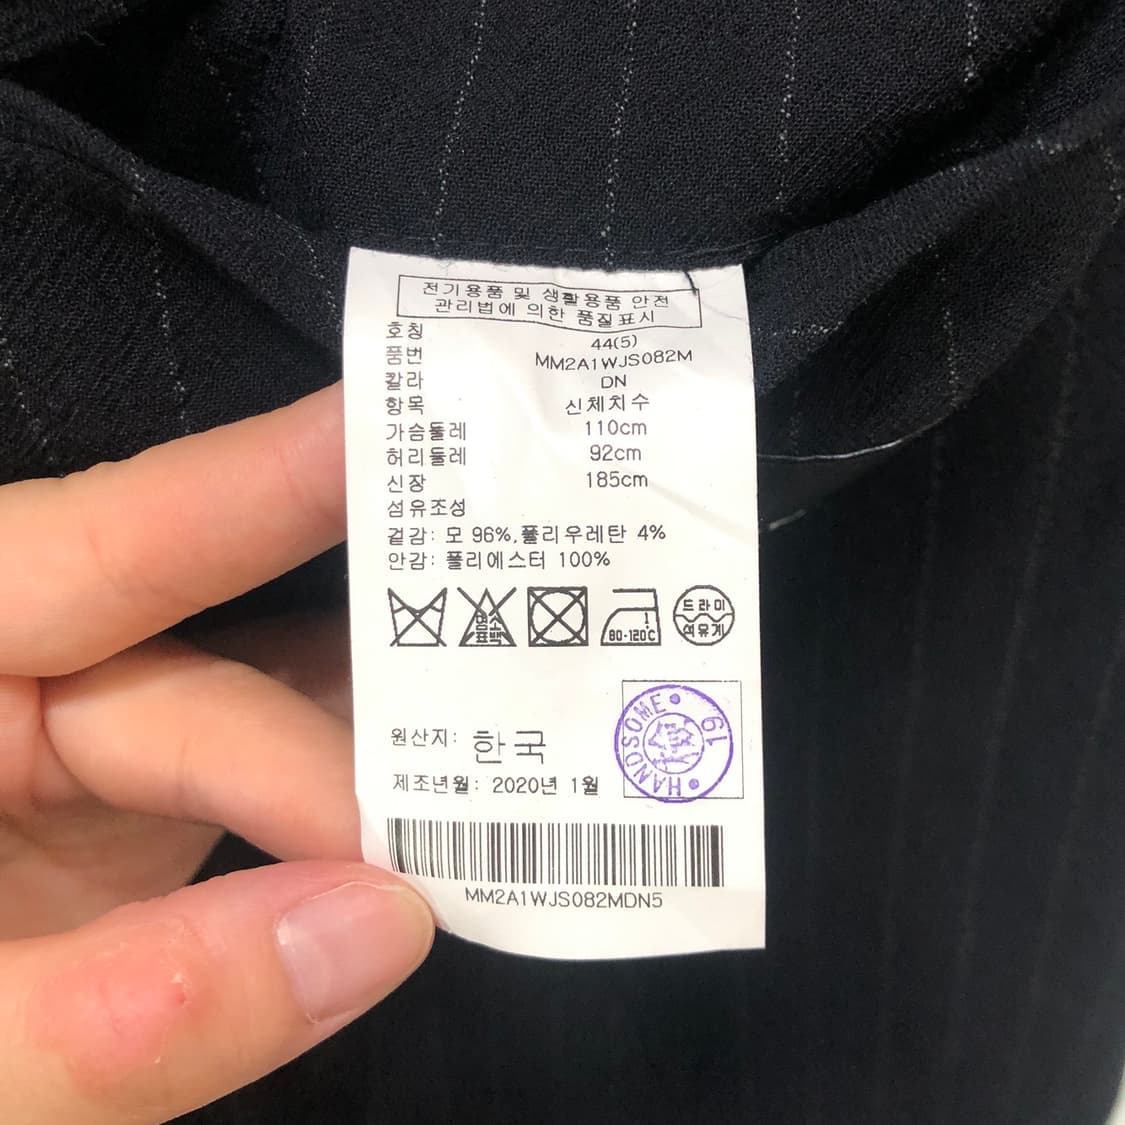 전기용품 및 생활용품 안전
관리법에 의한 품질표시
호칭 44(5)
품번 MM2A1WJS082M
칼라 DN
항목 신체치수
가슴둘레 110cm
허리둘레 92cm
신장 185cm
섬유조성
겉감: 모 96%,폴리우레탄 4%
안감: 폴리에스터 100%
염소
표백
80-120℃
드라이
석유계
원산지: 한국
제조년월: 2020년 1월
HANDSOME 19
MM2A1WJS082MDN5